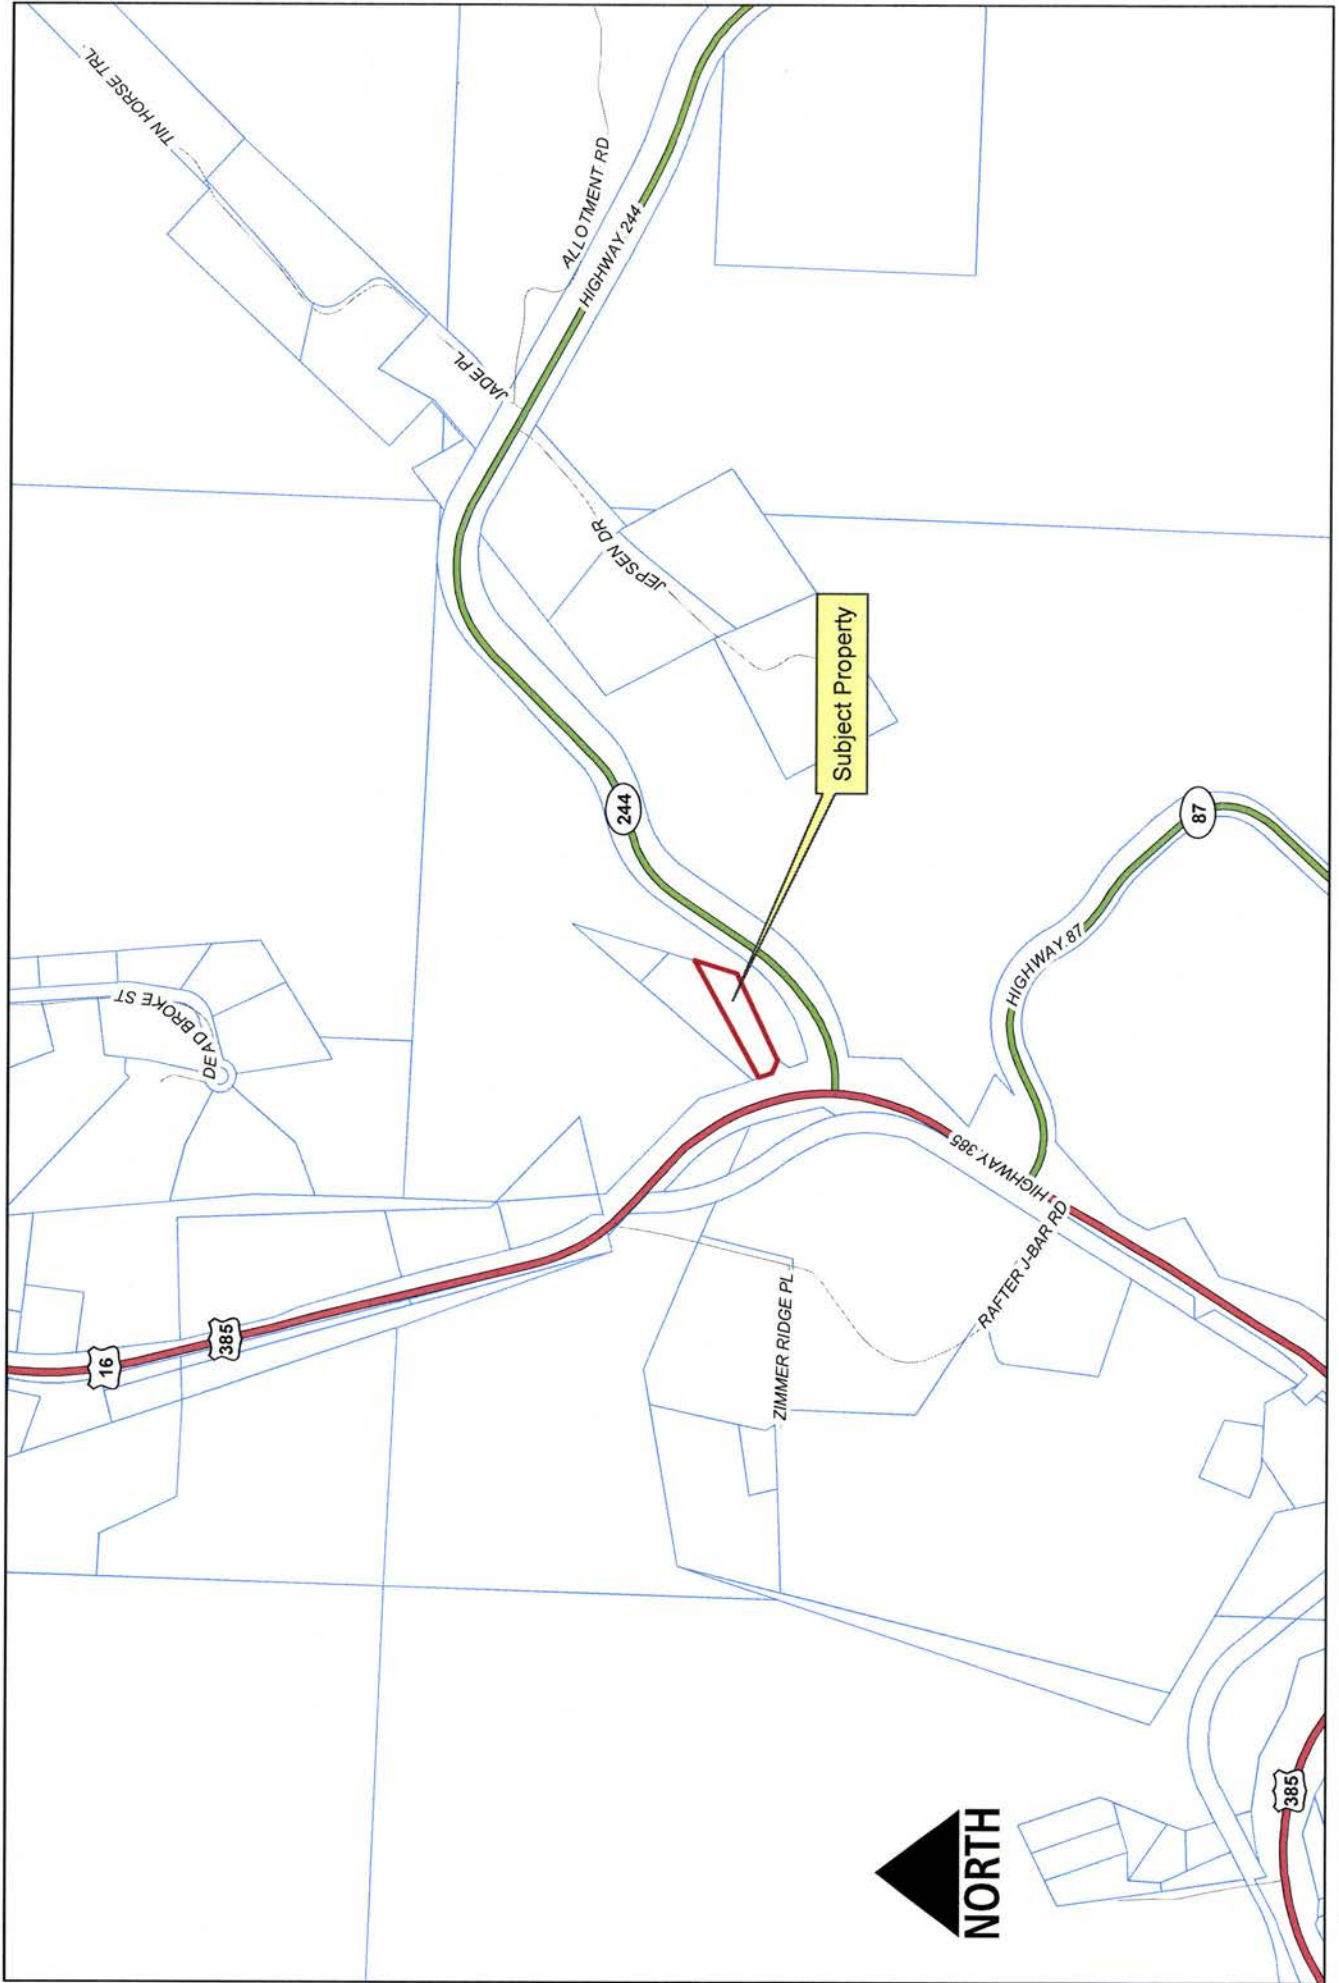 TIN HORSE TRL
ALLOTMENT RD
HIGHWAY 244
JADE PL
JEPSEN DR
Subject Property
244
87
HIGHWAY 87
DEAD BROKE ST
HIGHWAY 385
RAFTER J-BAR RD
ZIMMER RIDGE PL
385
16
385
NORTH